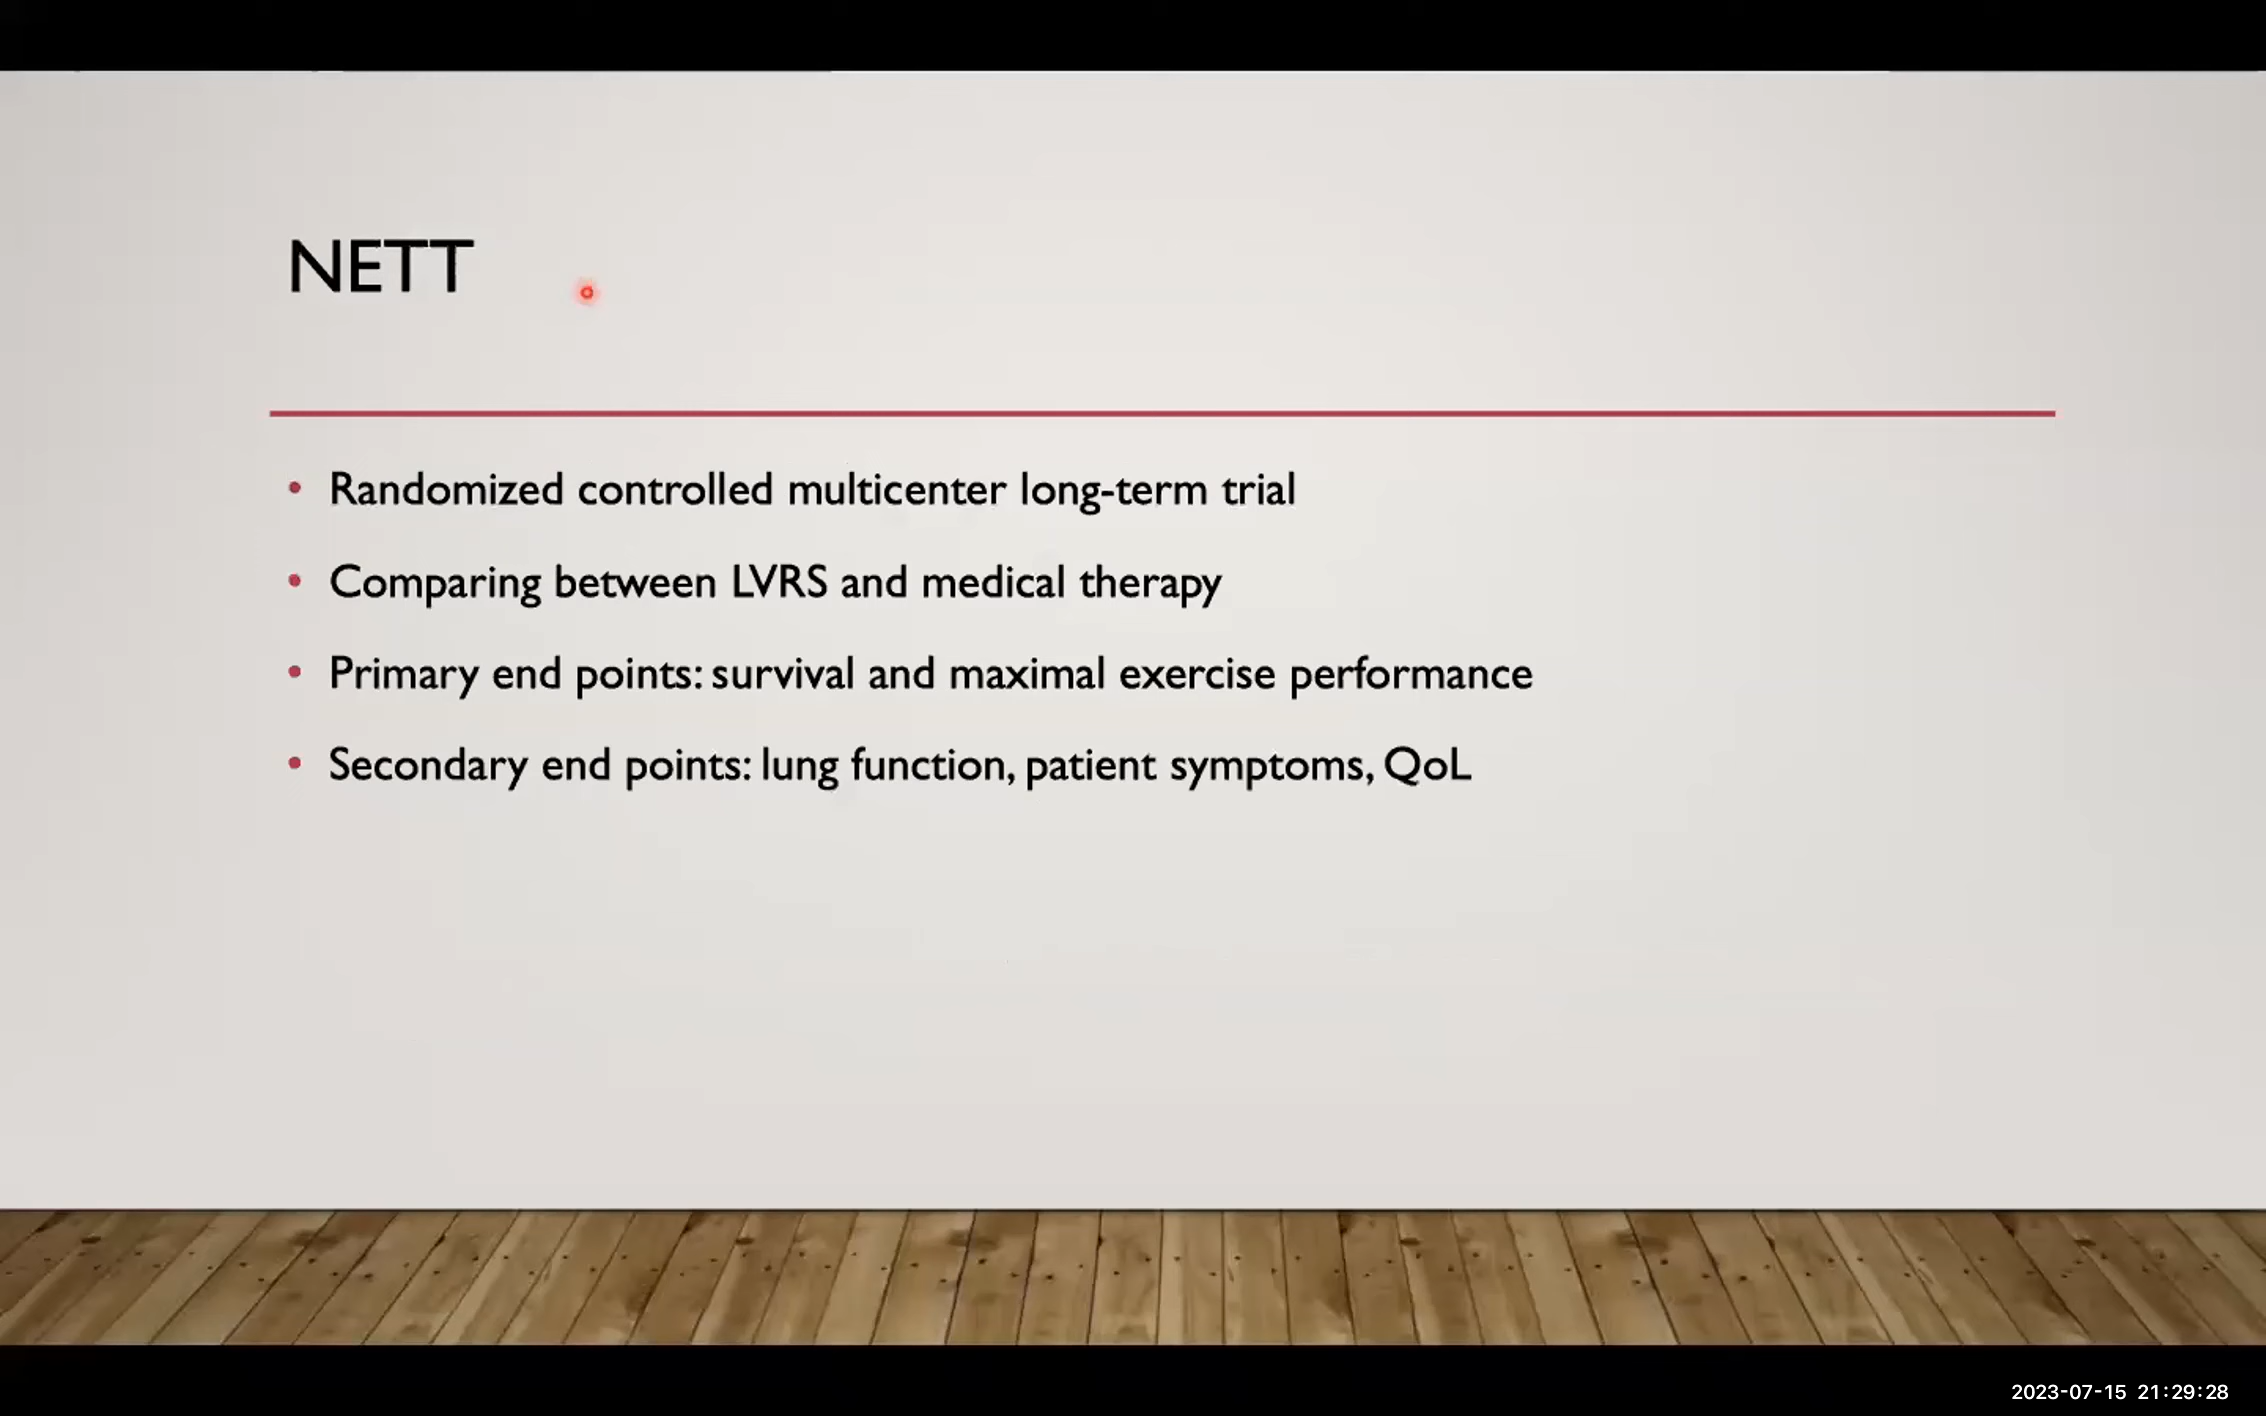 NETT
• Randomized controlled multicenter long-term trial
• Comparing between LVRS and medical therapy
• Primary end points: survival and maximal exercise performance
• Secondary end points: lung function, patient symptoms, QoL
2023-07-15 21:29:28